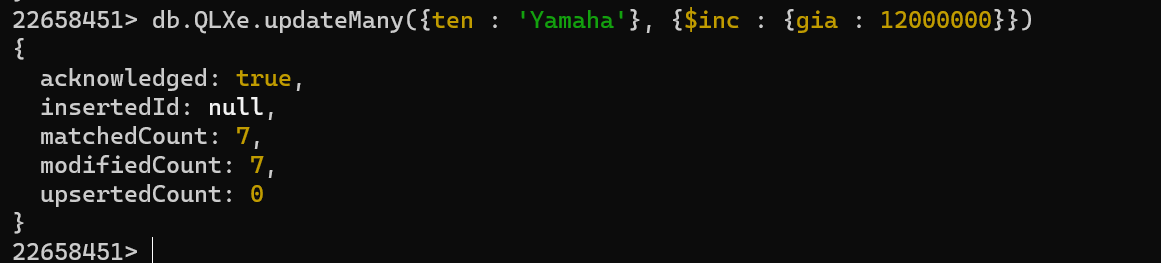 22658451> db.QLXe.updateMany({ten : 'Yamaha'}, {$inc : {gia : 12000000}})
{
  acknowledged: true,
  insertedId: null,
  matchedCount: 7,
  modifiedCount: 7,
  upsertedCount: 0
}
22658451>